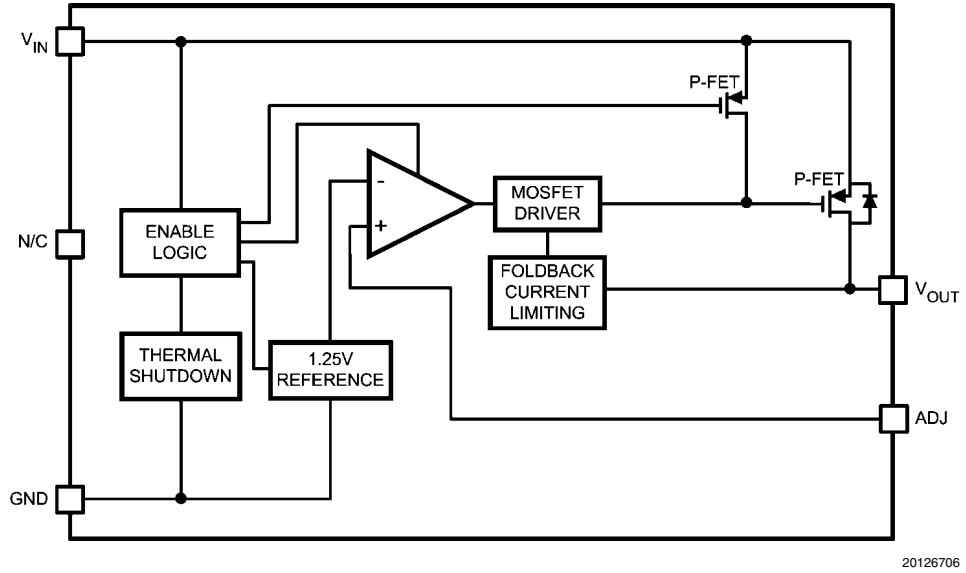 VIN
P-FET
P-FET
-
MOSFET
DRIVER
+
N/C
ENABLE
LOGIC
FOLDBACK
CURRENT
LIMITING
VOUT
THERMAL
SHUTDOWN
1.25V
REFERENCE
ADJ
GND
20126706